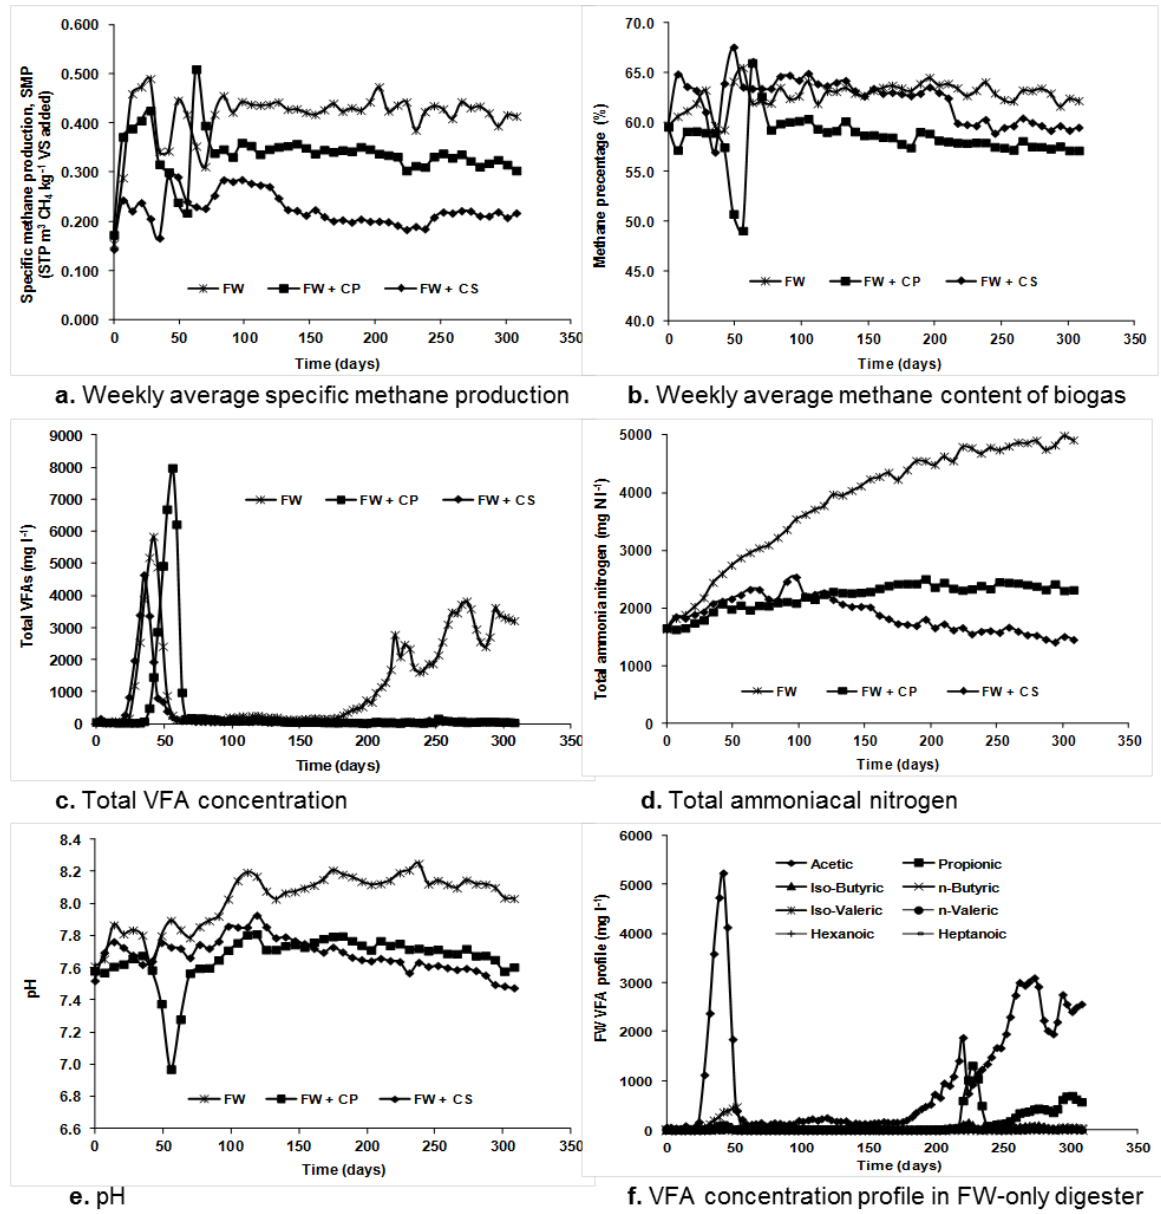 0.600
0.500
0.400
0.300
0.200
0.100
0.000
Specific methane production, SMP
(STP m³ CH₄ kg⁻¹ VS added)
FW
FW + CP
FW + CS
0 50 100 150 200 250 300 350
Time (days)
a. Weekly average specific methane production
70.0
65.0
60.0
55.0
50.0
45.0
40.0
Methane precentage (%)
FW
FW + CP
FW + CS
0 50 100 150 200 250 300 350
Time (days)
b. Weekly average methane content of biogas
9000
8000
7000
6000
5000
4000
3000
2000
1000
0
Total VFAs (mg l⁻¹)
FW
FW + CP
FW + CS
0 50 100 150 200 250 300 350
Time (days)
c. Total VFA concentration
5000
4000
3000
2000
1000
0
Total ammonia nitrogen (mg N l⁻¹)
FW
FW + CP
FW + CS
0 50 100 150 200 250 300 350
Time (days)
d. Total ammoniacal nitrogen
8.4
8.2
8.0
7.8
7.6
7.4
7.2
7.0
6.8
6.6
pH
FW
FW + CP
FW + CS
0 50 100 150 200 250 300 350
Time (days)
e. pH
6000
5000
4000
3000
2000
1000
0
FW VFA profile (mg l⁻¹)
Acetic
Propionic
Iso-Butyric
n-Butyric
Iso-Valeric
n-Valeric
Hexanoic
Heptanoic
0 50 100 150 200 250 300 350
Time (days)
f. VFA concentration profile in FW-only digester